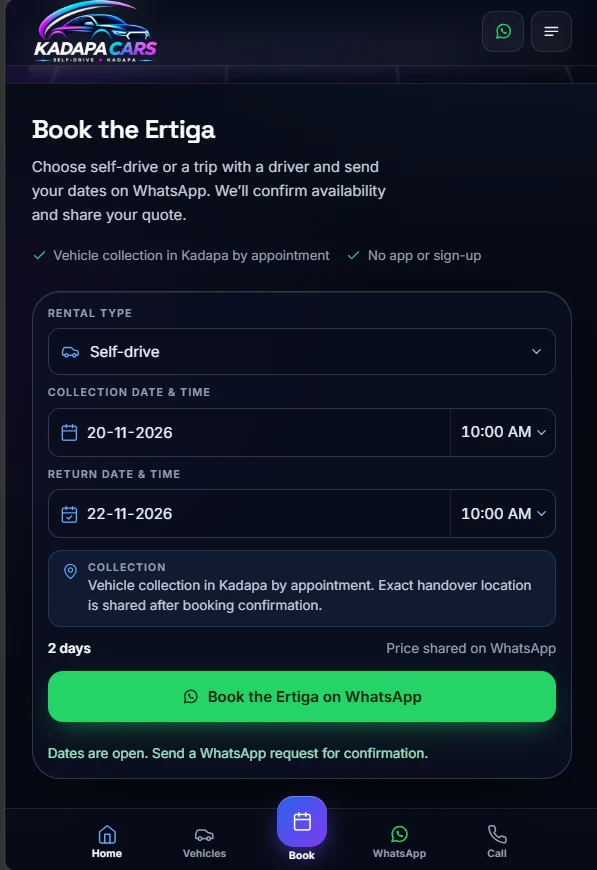 KADAPA CARS
SELF-DRIVE • KADAPA
Book the Ertiga
Choose self-drive or a trip with a driver and send
your dates on WhatsApp. We’ll confirm availability
and share your quote.
Vehicle collection in Kadapa by appointment No app or sign-up
RENTAL TYPE
Self-drive
COLLECTION DATE & TIME
20-11-2026 10:00 AM
RETURN DATE & TIME
22-11-2026 10:00 AM
COLLECTION
Vehicle collection in Kadapa by appointment. Exact handover location
is shared after booking confirmation.
2 days Price shared on WhatsApp
Book the Ertiga on WhatsApp
Dates are open. Send a WhatsApp request for confirmation.
Home Vehicles Book WhatsApp Call